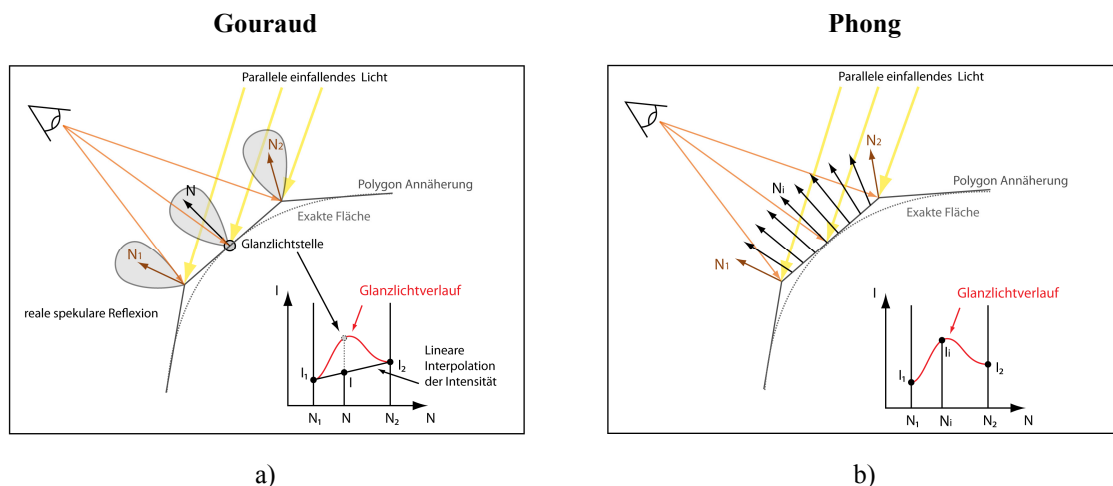 Gouraud
Parallele einfallendes Licht
N₂
N
N₁
Polygon Annäherung
Exakte Fläche
Glanzlichtstelle
reale spekulare Reflexion
I
Glanzlichtverlauf
I₁
I
I₂
Lineare
Interpolation
der Intensität
N₁ N N₂ N
a)
Phong
Parallele einfallendes Licht
N₂
Ni
N₁
Polygon Annäherung
Exakte Fläche
I
Glanzlichtverlauf
I₁
Ii
I₂
N₁ Ni N₂ N
b)